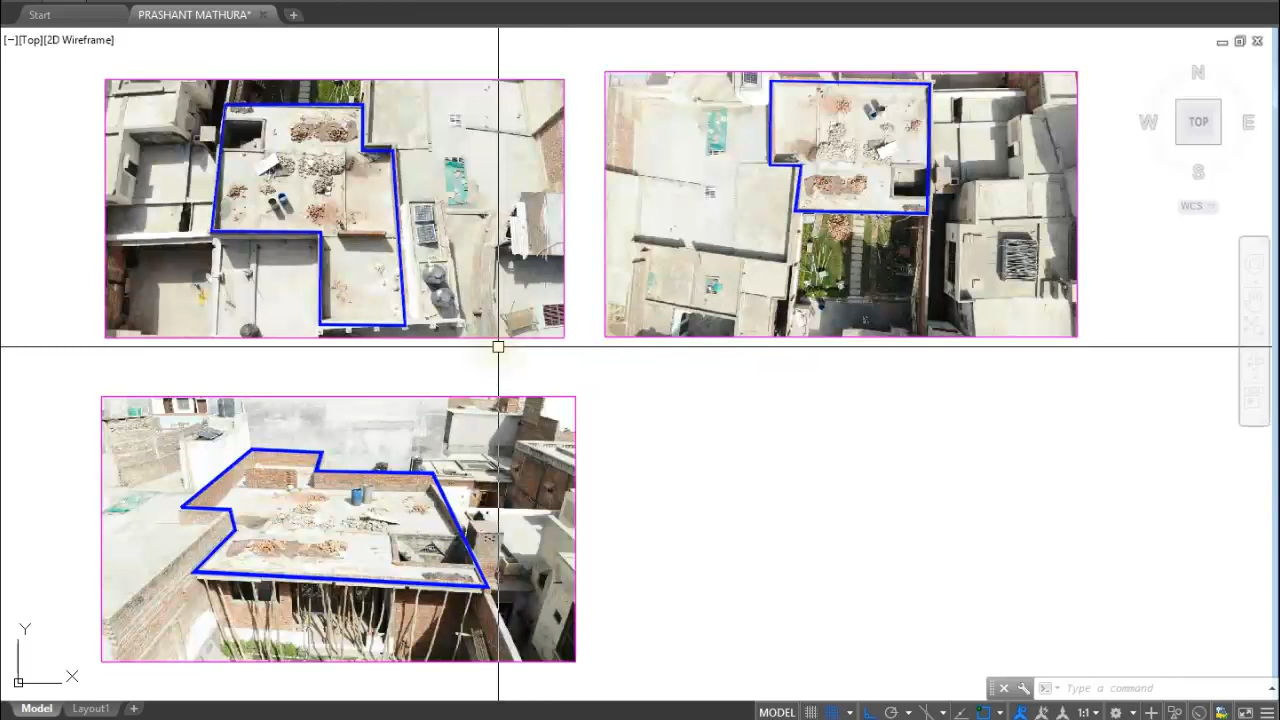 Start
PRASHANT MATHURA*
[−][Top][2D Wireframe]
N
W
TOP
E
S
WCS
Y
X
Type a command
Model
Layout1
MODEL
1:1